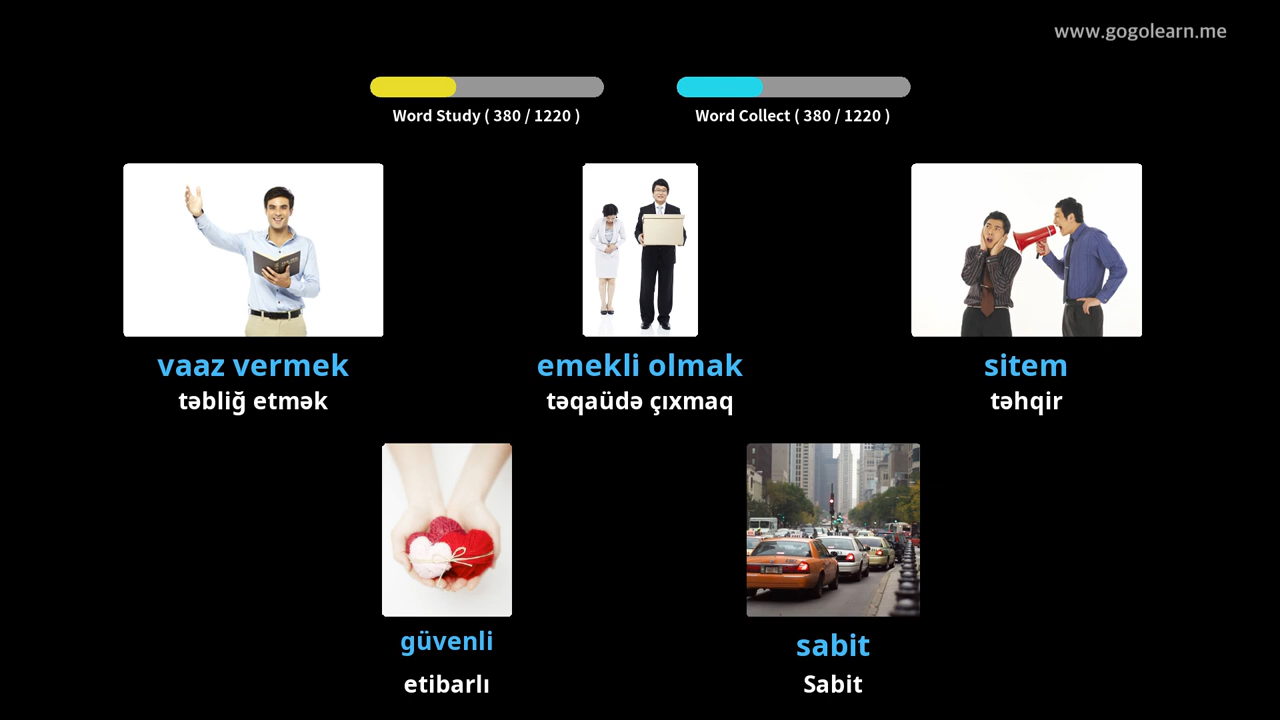 www.gogolearn.me
Word Study ( 380 / 1220 )
Word Collect ( 380 / 1220 )
vaaz vermek
təbliğ etmək
emekli olmak
təqaüdə çıxmaq
sitem
təhqir
güvenli
etibarlı
sabit
Sabit